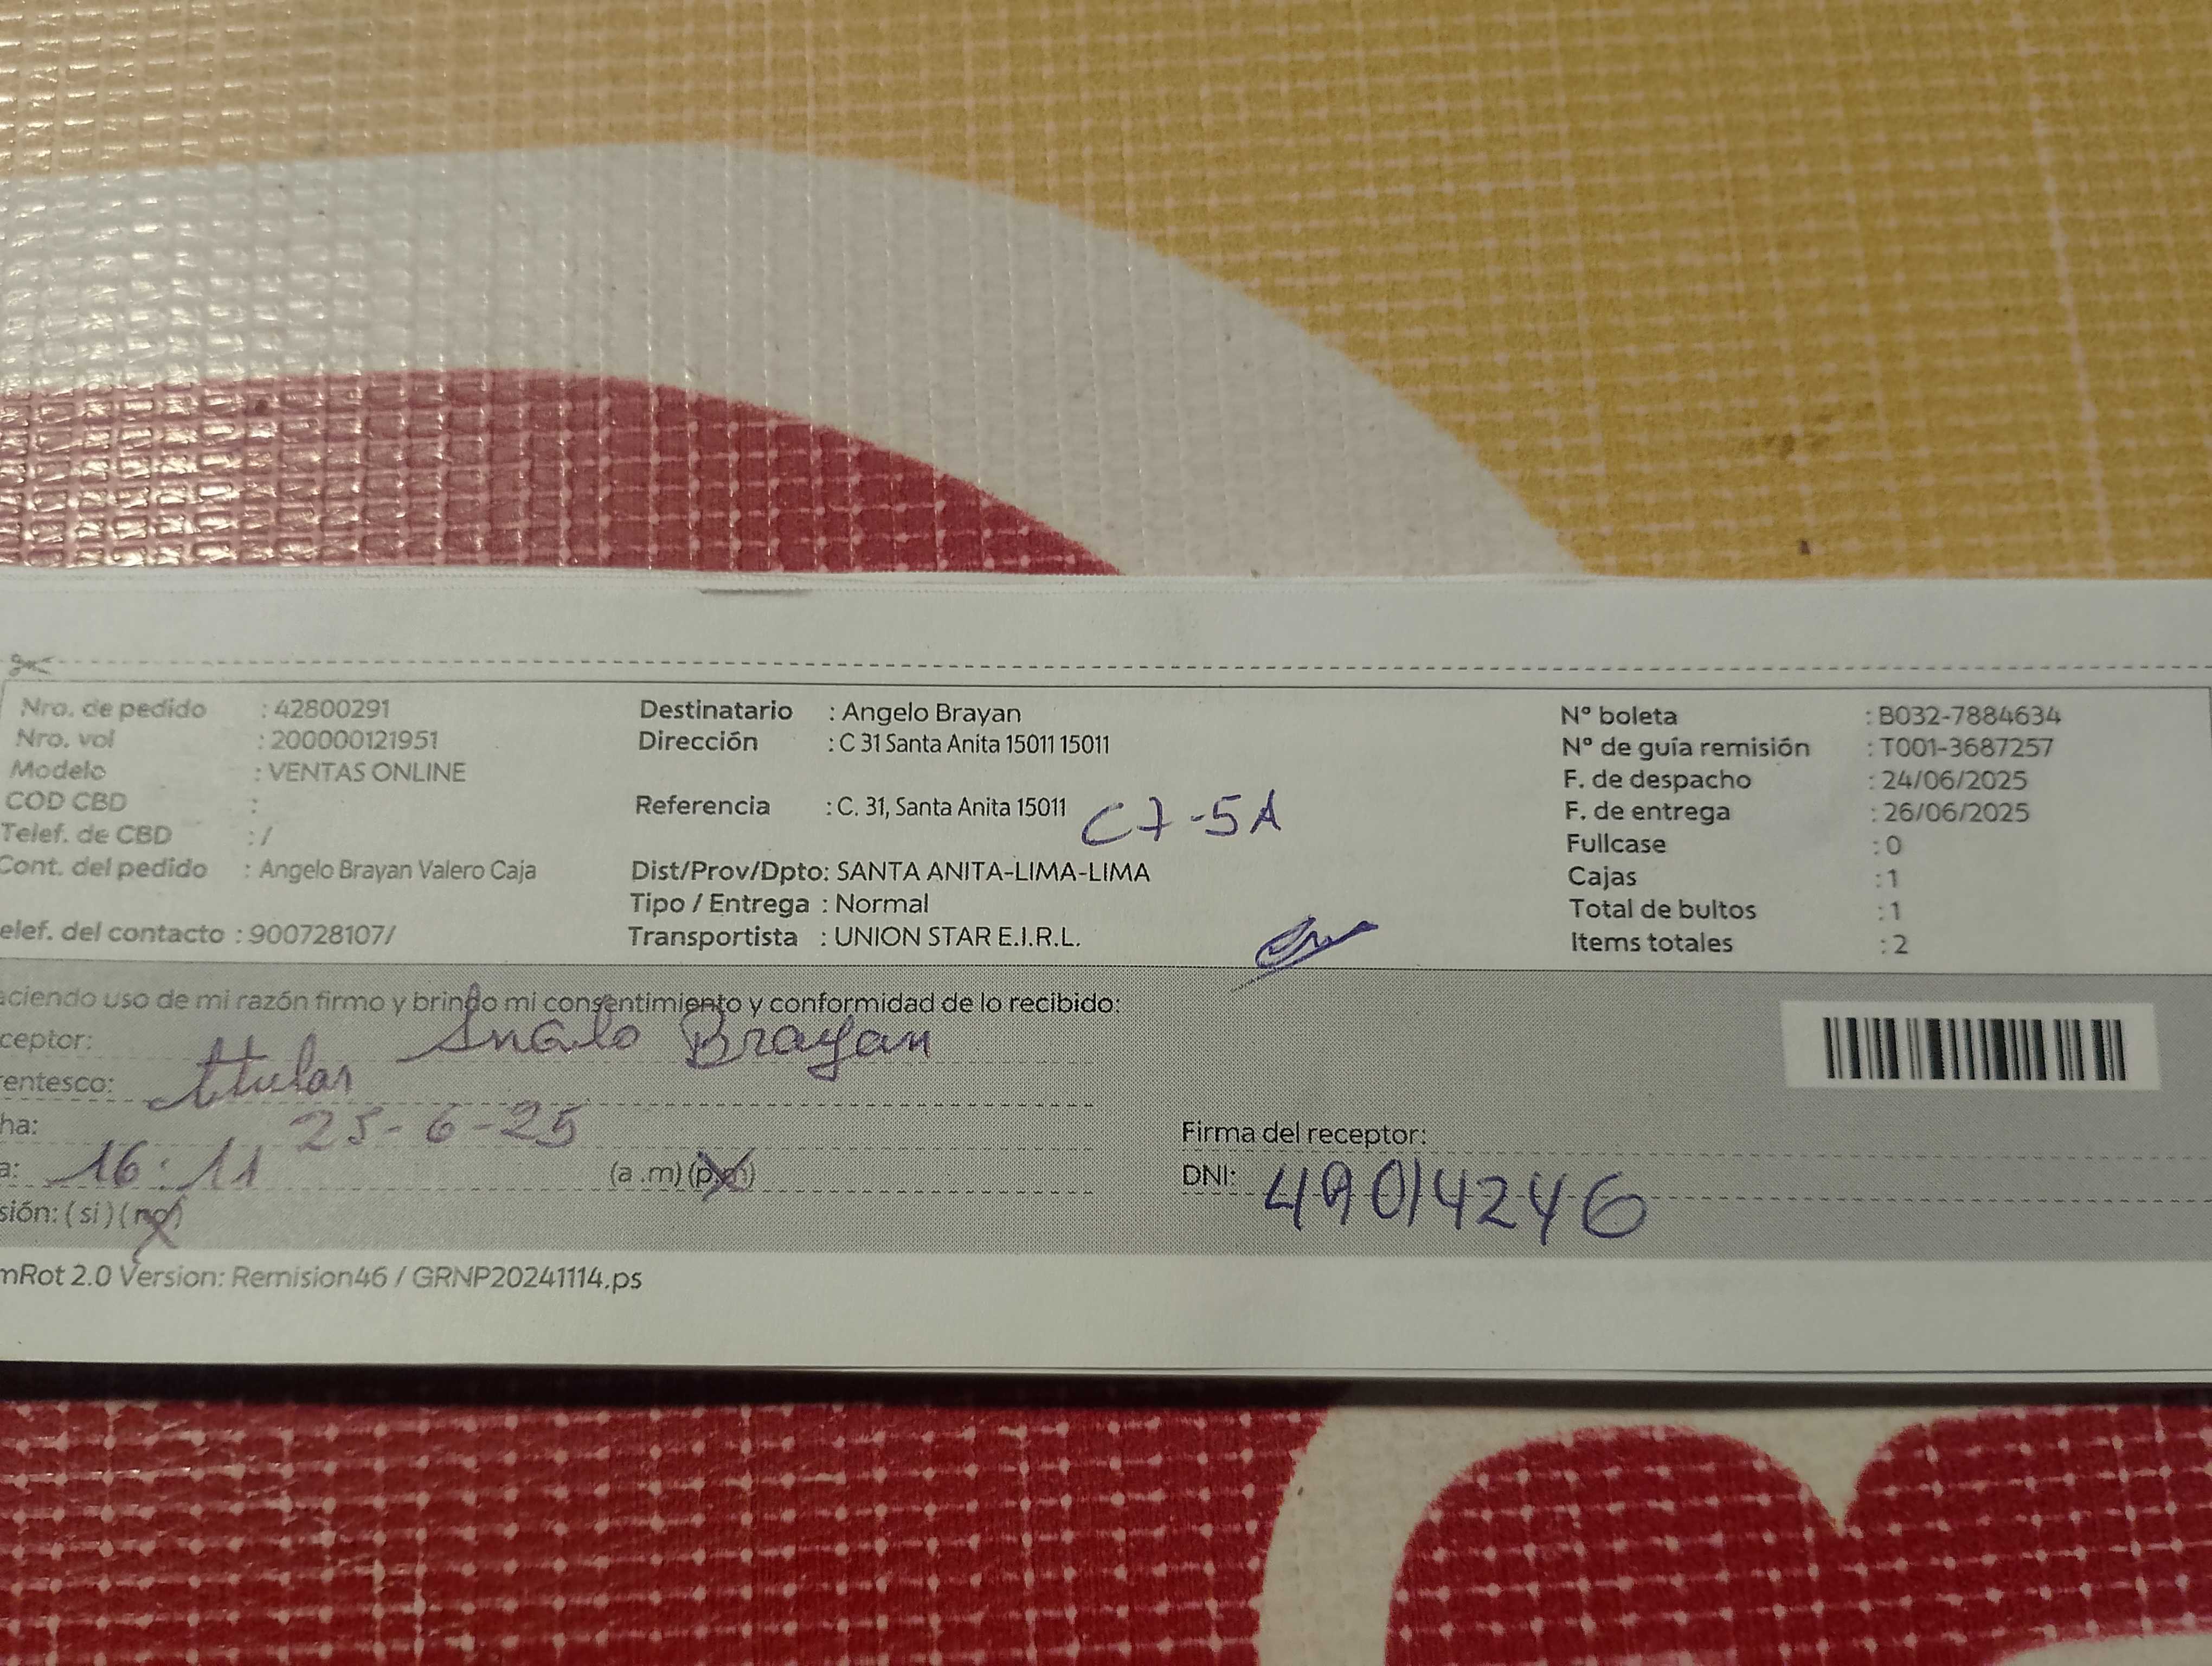 Nro. de pedido : 42800291
Nro. vol : 200000121951
Modelo : VENTAS ONLINE
COD CBD :
Telef. de CBD : /
Cont. del pedido : Angelo Brayan Valero Caja
elef. del contacto : 900728107/
Destinatario : Angelo Brayan
Dirección : C 31 Santa Anita 15011 15011
Referencia : C. 31, Santa Anita 15011 C7-5A
Dist/Prov/Dpto: SANTA ANITA-LIMA-LIMA
Tipo / Entrega : Normal
Transportista : UNION STAR E.I.R.L.
N° boleta : B032-7884634
N° de guía remisión : T001-3687257
F. de despacho : 24/06/2025
F. de entrega : 26/06/2025
Fullcase : 0
Cajas : 1
Total de bultos : 1
Items totales : 2
aciendo uso de mi razón firmo y brindo mi consentimiento y conformidad de lo recibido:
ceptor: Angelo Brayan
entesco: titular
ha: 25-6-25
a: 16:11 (a .m) (p.m)
sión: ( si ) ( no )
Firma del receptor:
DNI: 49014246
mRot 2.0 Version: Remision46 / GRNP20241114.ps